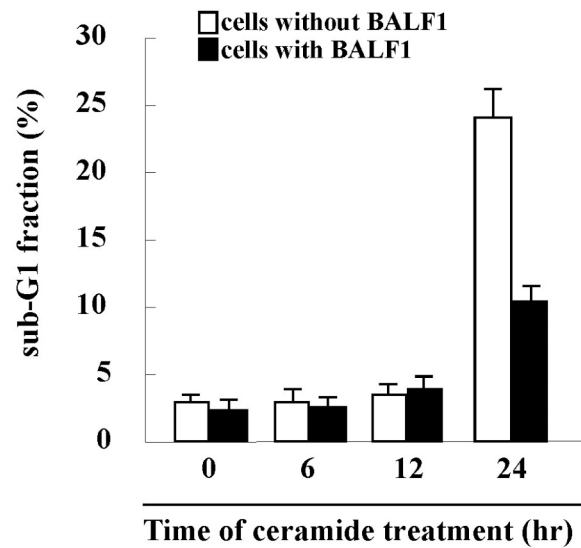 cells without BALF1
cells with BALF1
sub-G1 fraction (%)
30
25
20
15
10
5
0
0 6 12 24
Time of ceramide treatment (hr)